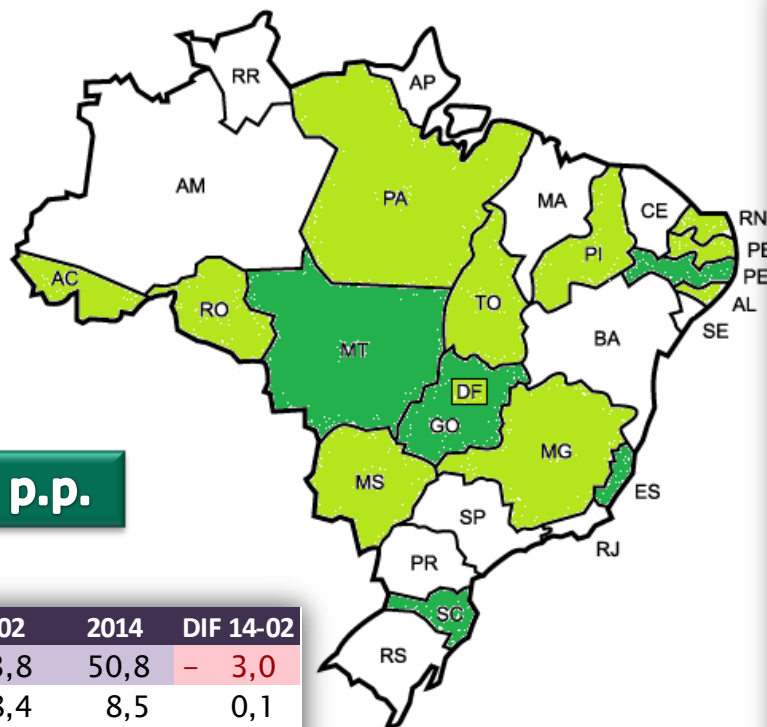 RR
AP
AM
PA
MA
CE
RN
PI
AC
RO
TO
PE
AL
MT
BA
SE
DF
GO
MG
MS
ES
p.p.
SP
RJ
PR
SC
RS
2014 DIF 14-02
50,8 – 3,0
8,5 0,1